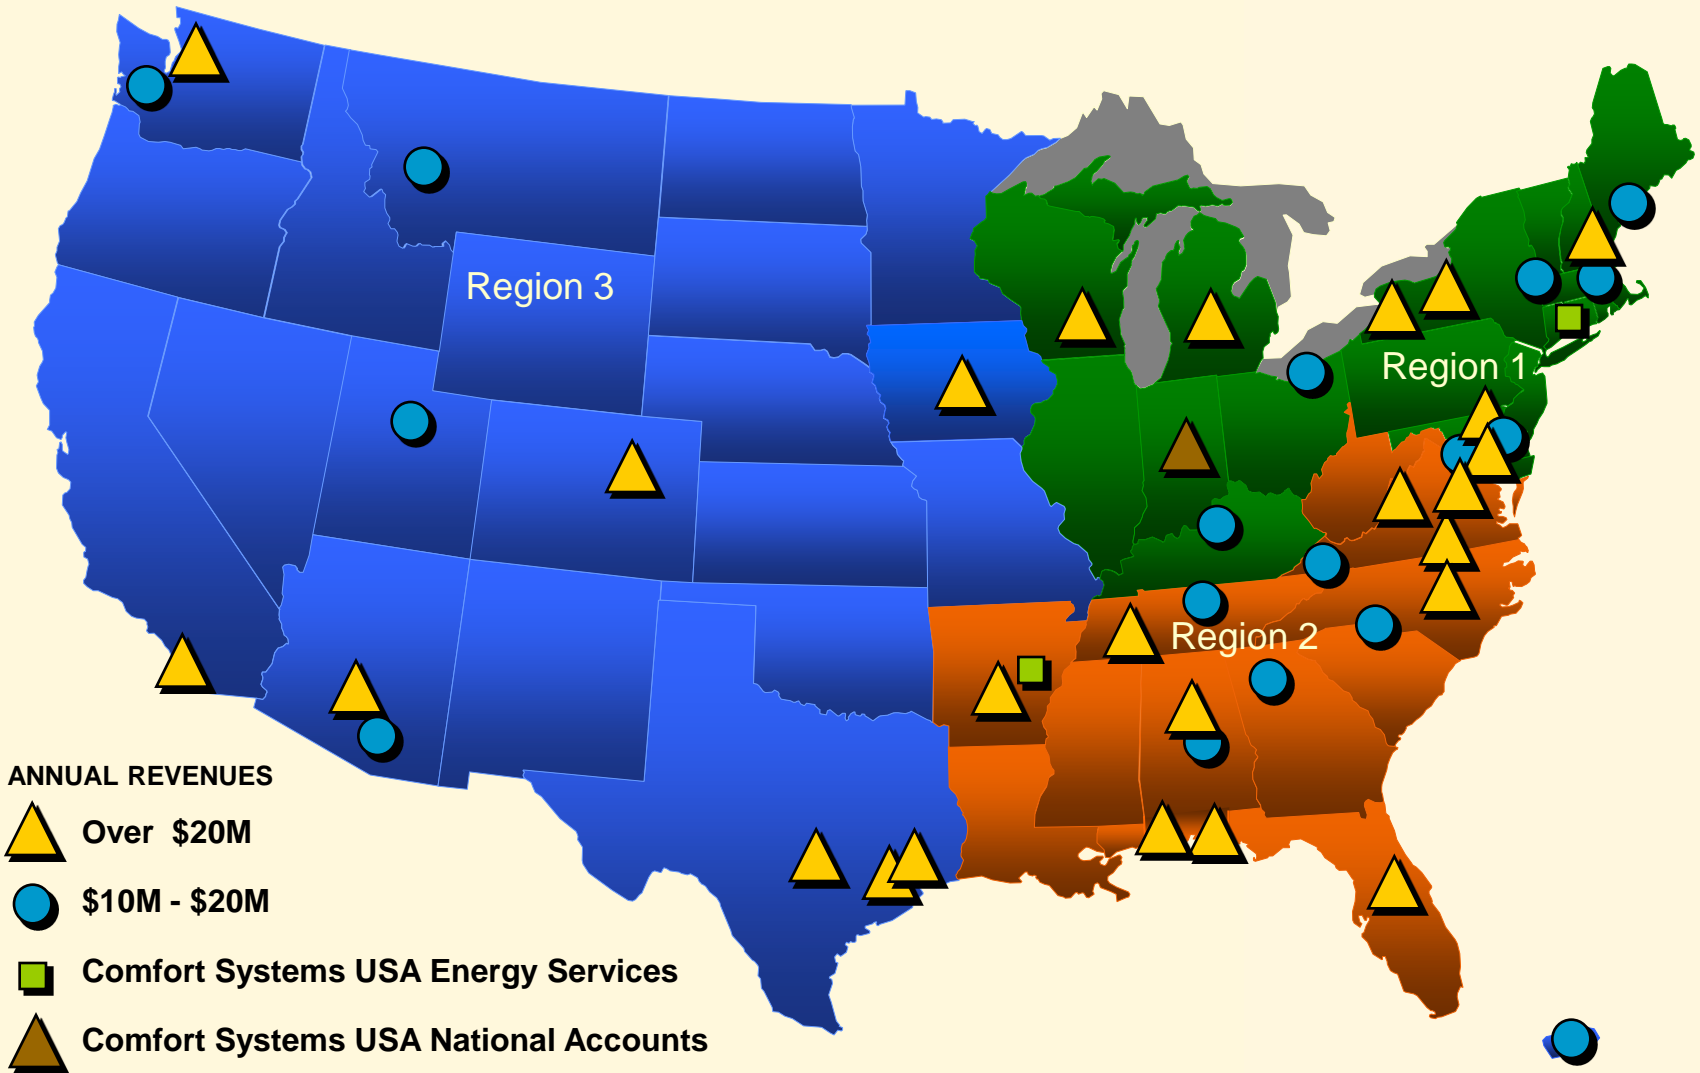 Region 3
Region 1
Region 2
ANNUAL REVENUES
Over $20M
$10M - $20M
Comfort Systems USA Energy Services
Comfort Systems USA National Accounts